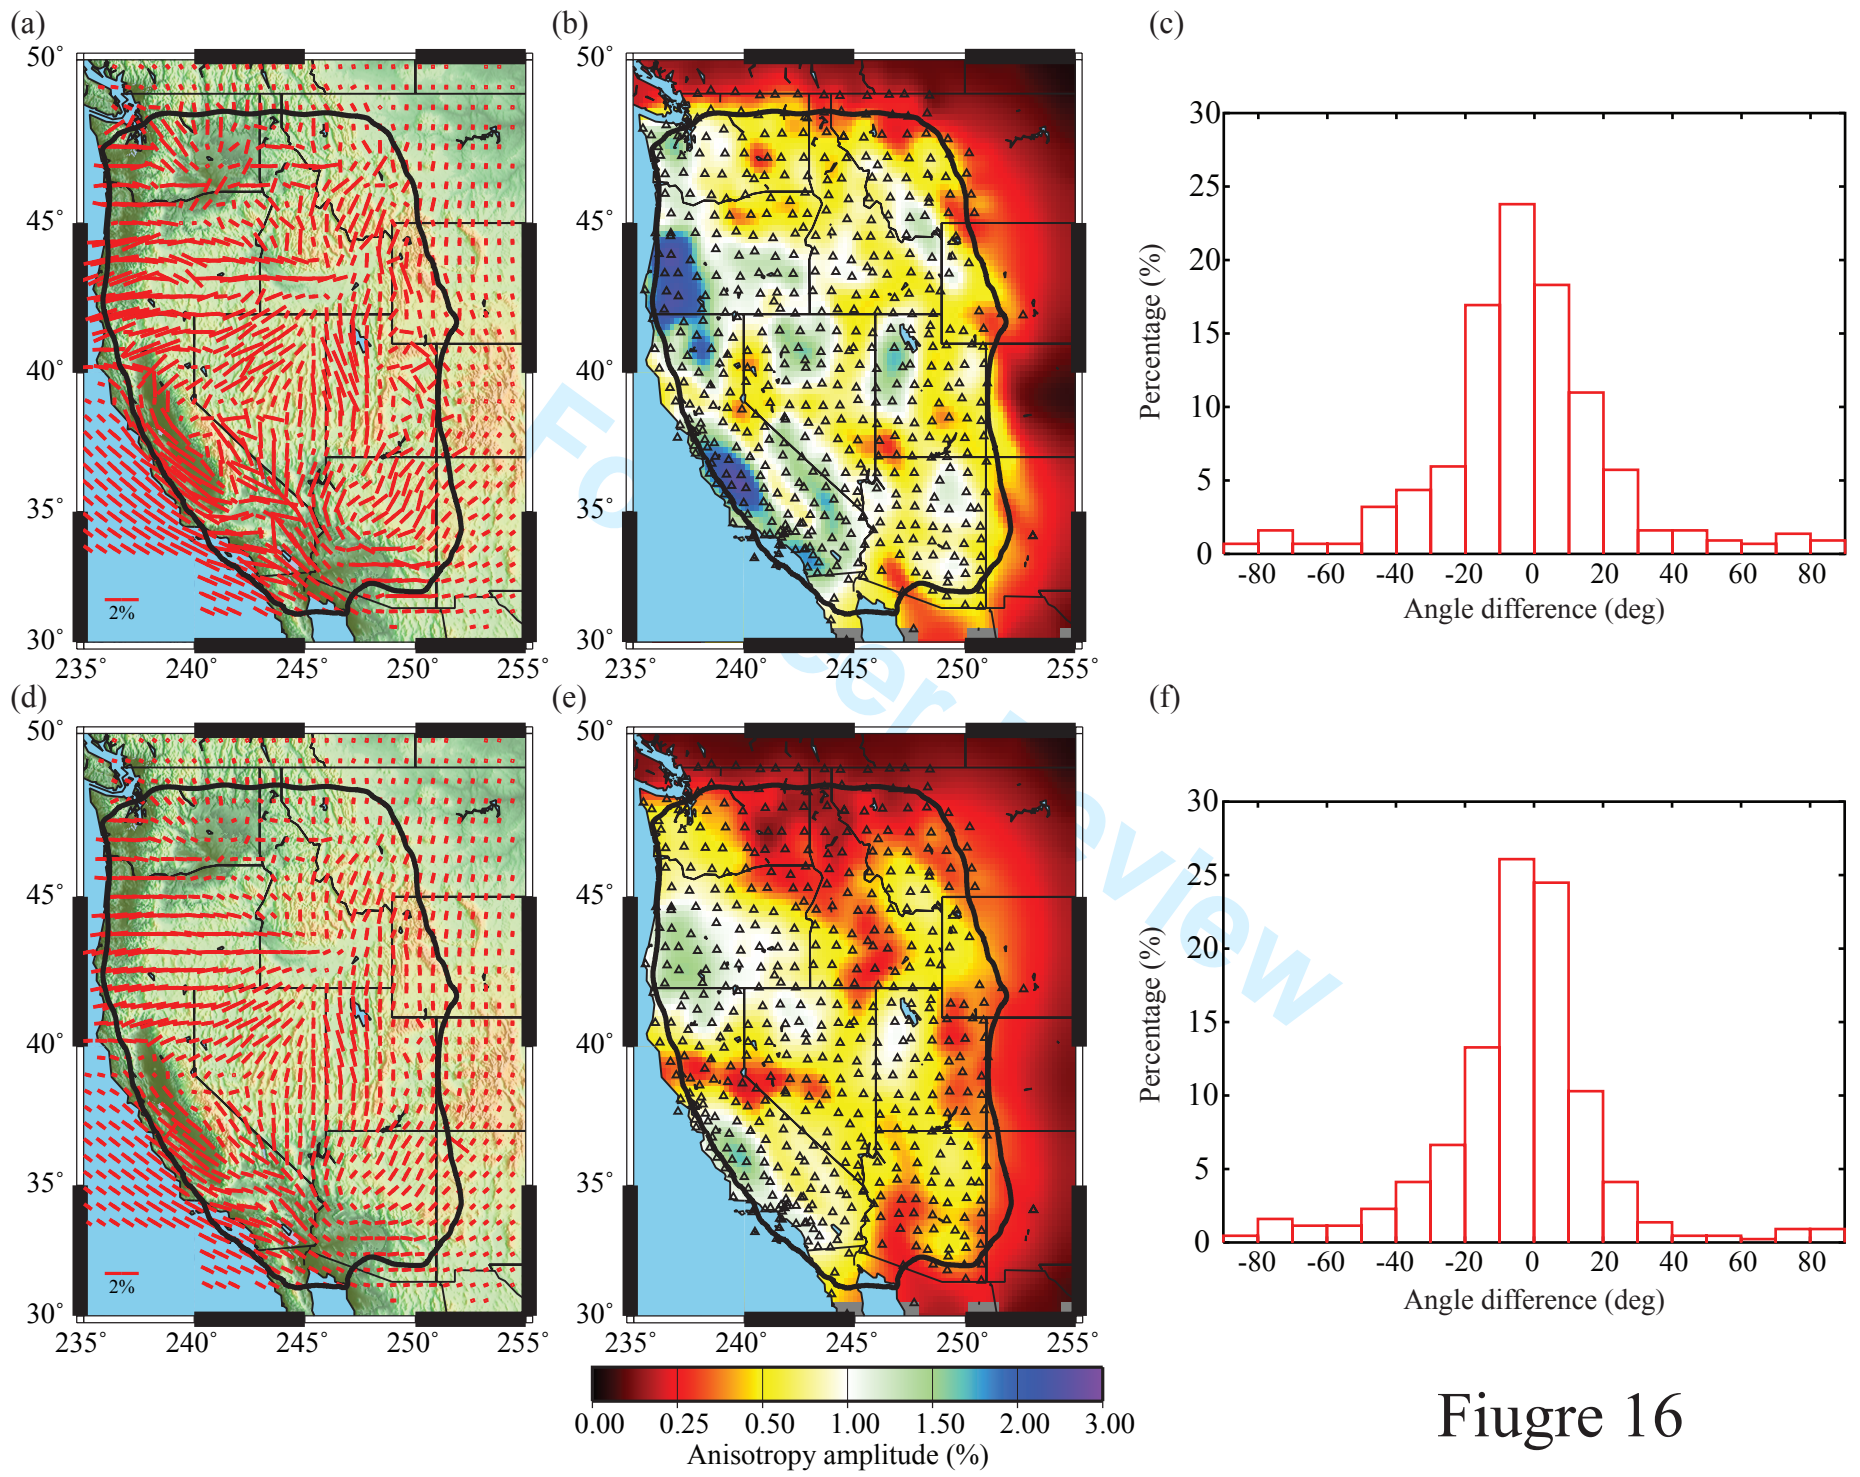 (a)
(b)
(c)
50˚
45˚
40˚
35˚
30˚
235˚ 240˚ 245˚ 250˚ 255˚
2%
50˚
45˚
40˚
35˚
30˚
235˚ 240˚ 245˚ 250˚ 255˚
30
25
20
15
10
5
0
Percentage (%)
-80 -60 -40 -20 0 20 40 60 80
Angle difference (deg)
For Peer Review
(d)
(e)
(f)
50˚
45˚
40˚
35˚
30˚
235˚ 240˚ 245˚ 250˚ 255˚
2%
50˚
45˚
40˚
35˚
30˚
235˚ 240˚ 245˚ 250˚ 255˚
30
25
20
15
10
5
0
Percentage (%)
-80 -60 -40 -20 0 20 40 60 80
Angle difference (deg)
0.00 0.25 0.50 1.00 1.50 2.00 3.00
Anisotropy amplitude (%)
Fiugre 16